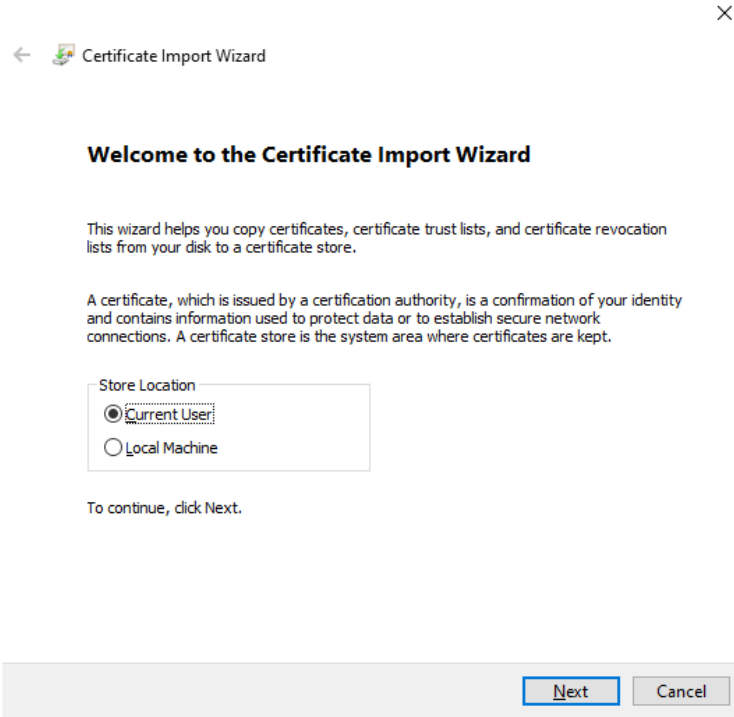 Certificate Import Wizard
Welcome to the Certificate Import Wizard
This wizard helps you copy certificates, certificate trust lists, and certificate revocation
lists from your disk to a certificate store.
A certificate, which is issued by a certification authority, is a confirmation of your identity
and contains information used to protect data or to establish secure network
connections. A certificate store is the system area where certificates are kept.
Store Location
Current User
Local Machine
To continue, click Next.
Next Cancel